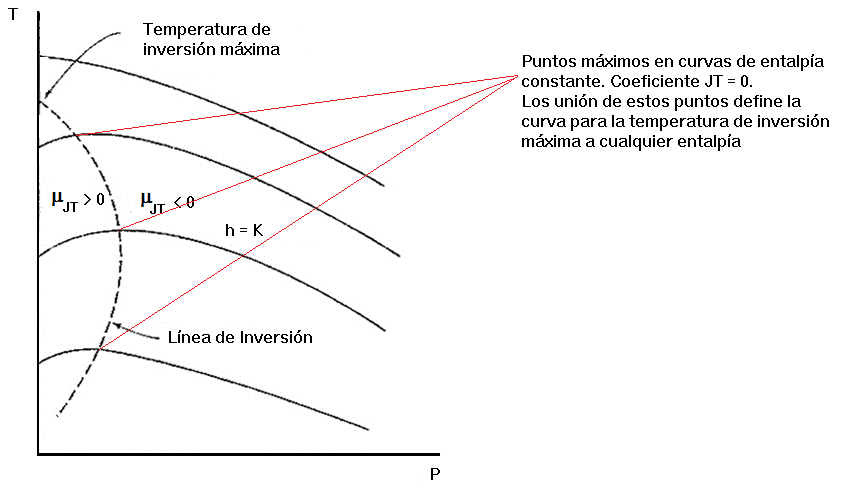 T
Temperatura de
inversión máxima
Puntos máximos en curvas de entalpía
constante. Coeficiente JT = 0.
Los unión de estos puntos define la
curva para la temperatura de inversión
máxima a cualquier entalpía
μJT > 0
μJT < 0
h = K
Línea de Inversión
P